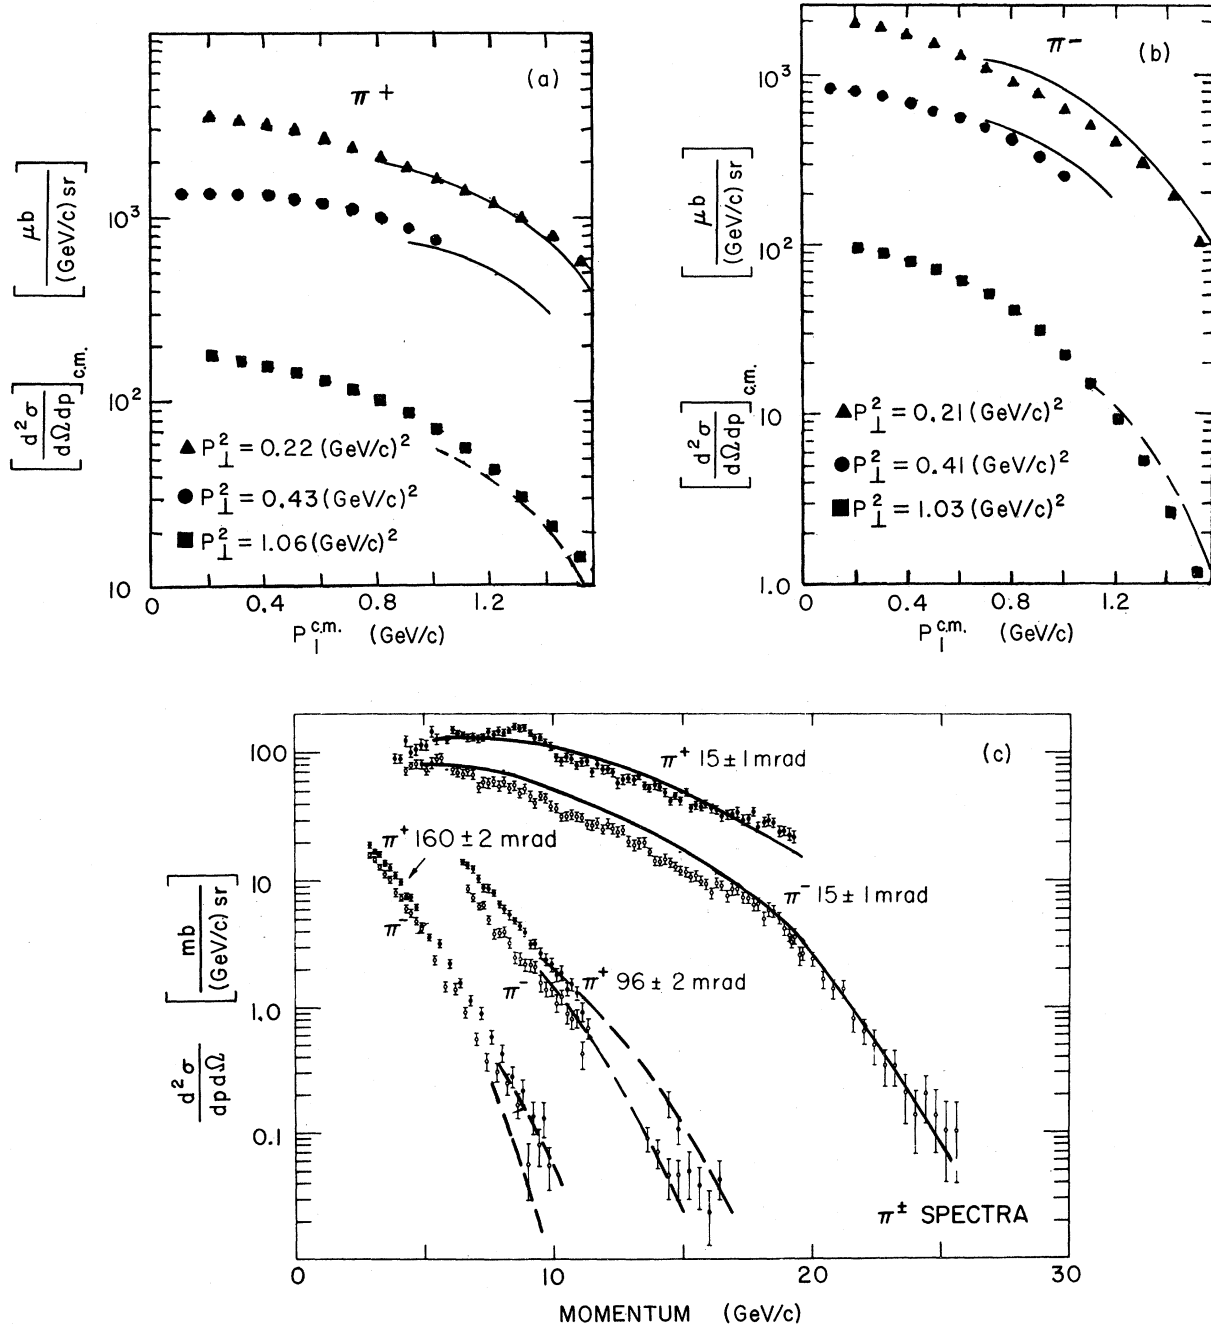 (a)
π +
[μb / (GeV/c) sr]
[d²σ / dΩdp] c.m.
10³
10²
10
▲ P⊥² = 0.22 (GeV/c)²
● P⊥² = 0.43 (GeV/c)²
■ P⊥² = 1.06 (GeV/c)²
0 0.4 0.8 1.2
P|^c.m. (GeV/c)
(b)
π −
[μb / (GeV/c) sr]
[d²σ / dΩdp] c.m.
10³
10²
10
1.0
▲ P⊥² = 0.21 (GeV/c)²
● P⊥² = 0.41 (GeV/c)²
■ P⊥² = 1.03 (GeV/c)²
0 0.4 0.8 1.2
P|^c.m. (GeV/c)
(c)
[mb / (GeV/c) sr]
d²σ / dpdΩ
100
10
1.0
0.1
π⁺ 15 ± 1 mrad
π⁺ 160 ± 2 mrad
π⁻ 15 ± 1 mrad
π⁻
π⁻
π⁺ 96 ± 2 mrad
π± SPECTRA
0 10 20 30
MOMENTUM (GeV/c)